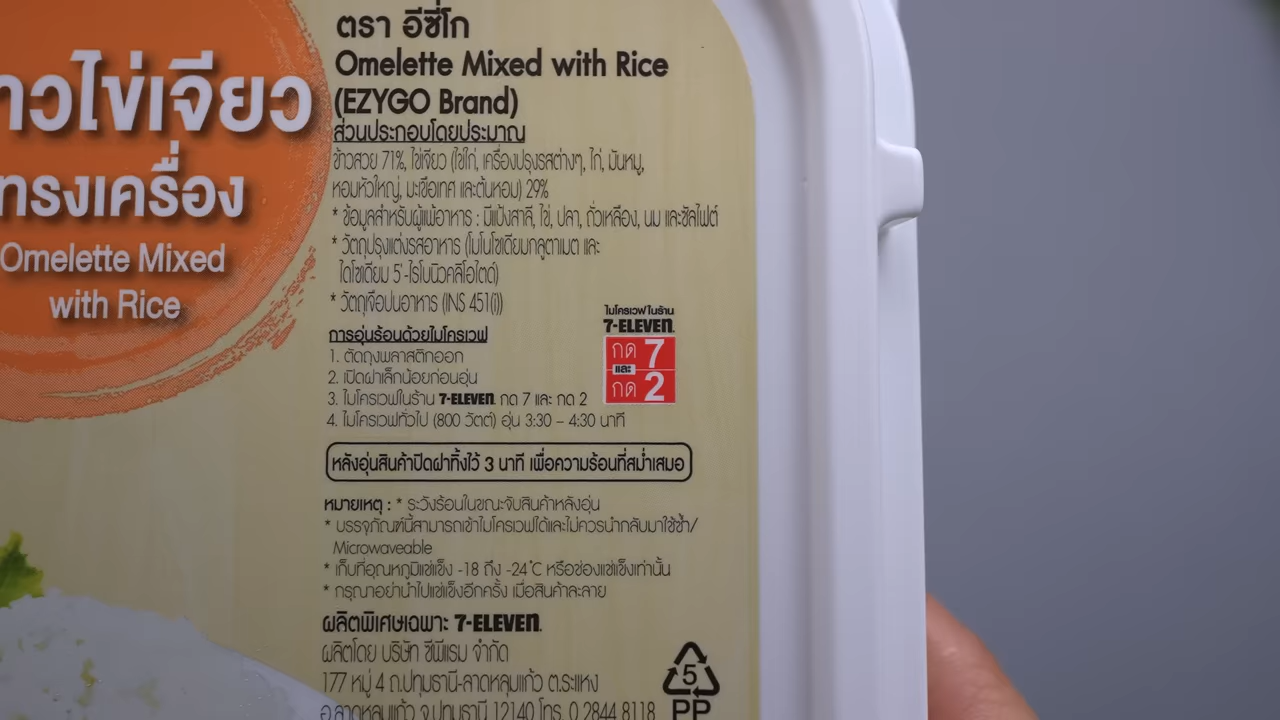 าวไข่เจียว
ทรงเครื่อง
Omelette Mixed
with Rice
ตรา อีซี่โก
Omelette Mixed with Rice
(EZYGO Brand)
ส่วนประกอบโดยประมาณ
ข้าวสวย 71%, ไข่เจียว (ไข่ไก่, เครื่องปรุงรสต่างๆ, ไก่, มันหมู,
หอมหัวใหญ่, มะเขือเทศ และต้นหอม) 29%
* ข้อมูลสำหรับผู้แพ้อาหาร : มีแป้งสาลี, ไข่, ปลา, ถั่วเหลือง, นม และซัลไฟต์
* วัตถุปรุงแต่งรสอาหาร (โมโนโซเดียมกลูตาเมต และ
ไดโซเดียม 5'-ไรโบนิวคลีโอไตด์)
* วัตถุเจือปนอาหาร (INS 451(i))
การอุ่นร้อนด้วยไมโครเวฟ
1. ตัดถุงพลาสติกออก
2. เปิดฝาเล็กน้อยก่อนอุ่น
3. ไมโครเวฟในร้าน 7-ELEVEN. กด 7 และ กด 2
4. ไมโครเวฟทั่วไป (800 วัตต์) อุ่น 3:30 – 4:30 นาที
ไมโครเวฟในร้าน
7-ELEVEN.
กด 7
และ
กด 2
หลังอุ่นสินค้าปิดฝาทิ้งไว้ 3 นาที เพื่อความร้อนที่สม่ำเสมอ
หมายเหตุ : * ระวังร้อนในขณะจับสินค้าหลังอุ่น
* บรรจุภัณฑ์นี้สามารถเข้าไมโครเวฟได้และไม่ควรนำกลับมาใช้ซ้ำ/
Microwaveable
* เก็บที่อุณหภูมิแช่แข็ง -18 ถึง -24°C หรือช่องแช่แข็งเท่านั้น
* กรุณาอย่านำไปแช่แข็งอีกครั้ง เมื่อสินค้าละลาย
ผลิตพิเศษเฉพาะ 7-ELEVEN.
ผลิตโดย บริษัท ซีพีแรม จำกัด
177 หมู่ 4 ถ.ปทุมธานี-ลาดหลุมแก้ว ต.ระแหง
อ.ลาดหลุมแก้ว จ.ปทุมธานี 12140 โทร. 0 2844 8118
5
PP